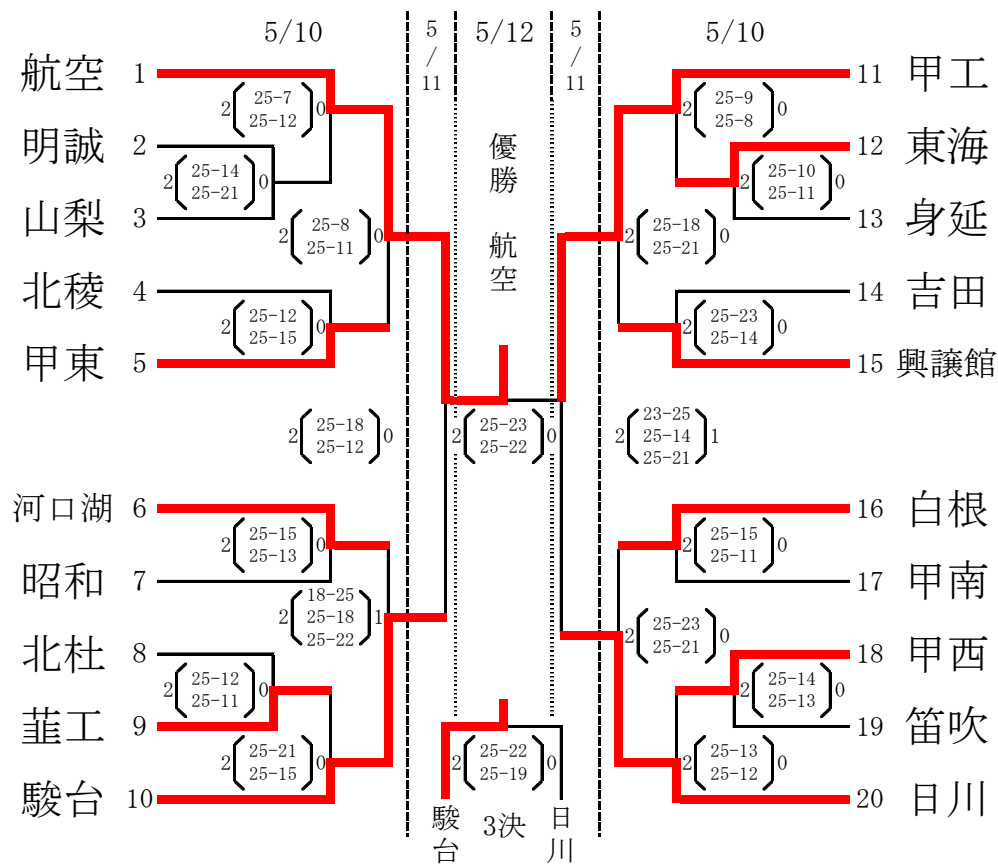 5/10
5
/
11
5/12
5
/
11
5/10
航空 1
2 25-7 0
25-12
明誠 2
2 25-14 0
25-21
山梨 3
2 25-8 0
25-11
北稜 4
2 25-12 0
25-15
甲東 5
2 25-18 0
25-12
河口湖 6
2 25-15 0
25-13
昭和 7
18-25
2 25-18 1
25-22
北杜 8
2 25-12 0
25-11
韮工 9
2 25-21 0
25-15
駿台 10
優勝
航空
2 25-23 0
25-22
2 25-22 0
25-19
駿台
3決
日川
11 甲工
2 25-9 0
25-8
12 東海
2 25-10 0
25-11
13 身延
2 25-18 0
25-21
14 吉田
2 25-23 0
25-14
15 興譲館
23-25
2 25-14 1
25-21
16 白根
2 25-15 0
25-11
17 甲南
2 25-23 0
25-21
18 甲西
2 25-14 0
25-13
19 笛吹
2 25-13 0
25-12
20 日川